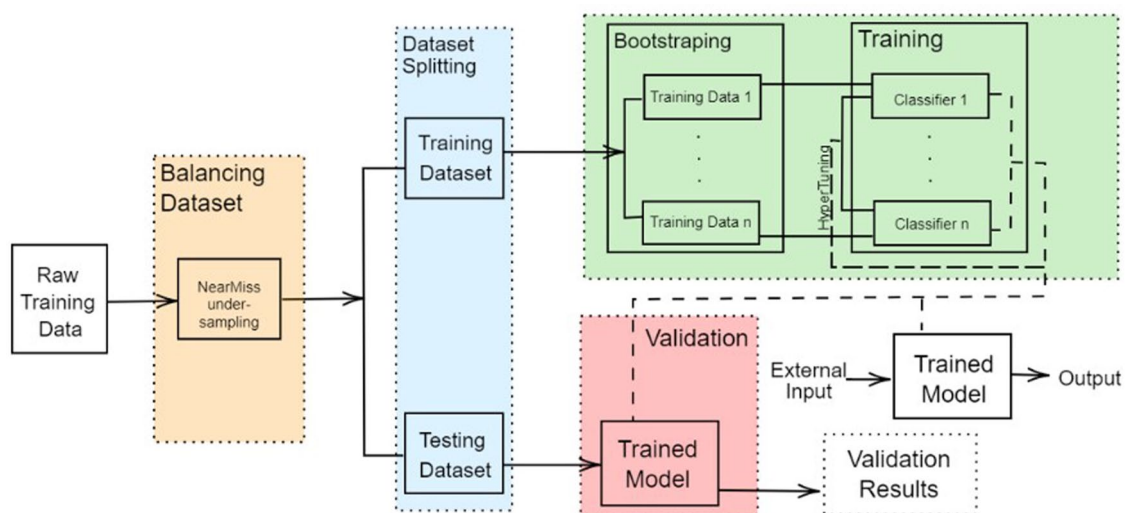 Raw
Training
Data
Balancing
Dataset
NearMiss
under-
sampling
Dataset
Splitting
Training
Dataset
Testing
Dataset
Bootstraping
Training Data 1
.
.
.
Training Data n
Training
Classifier 1
.
.
.
Classifier n
HyperTuning
Validation
Trained
Model
Validation
Results
External
Input
Trained
Model
Output